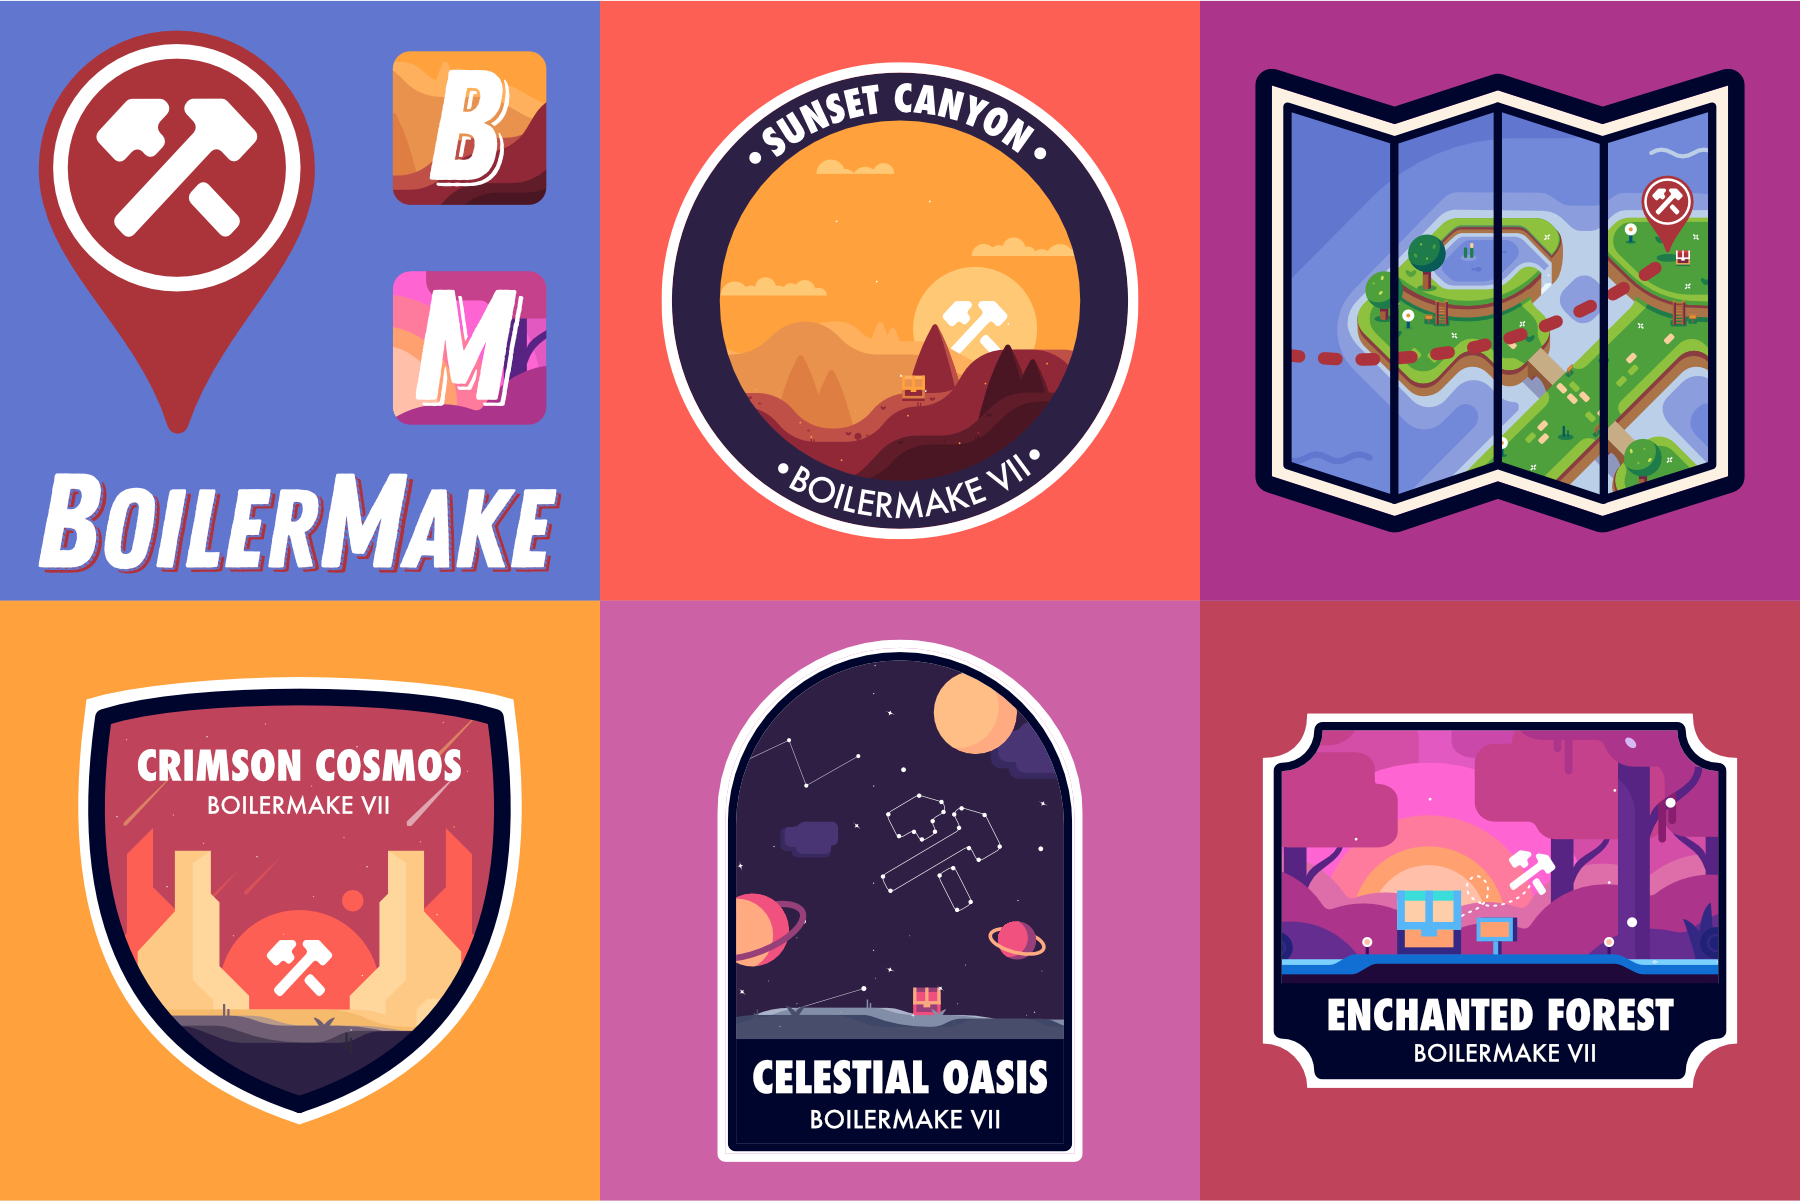 B
M
BOILERMAKE
• SUNSET CANYON •
• BOILERMAKE VII •
CRIMSON COSMOS
BOILERMAKE VII
CELESTIAL OASIS
BOILERMAKE VII
ENCHANTED FOREST
BOILERMAKE VII